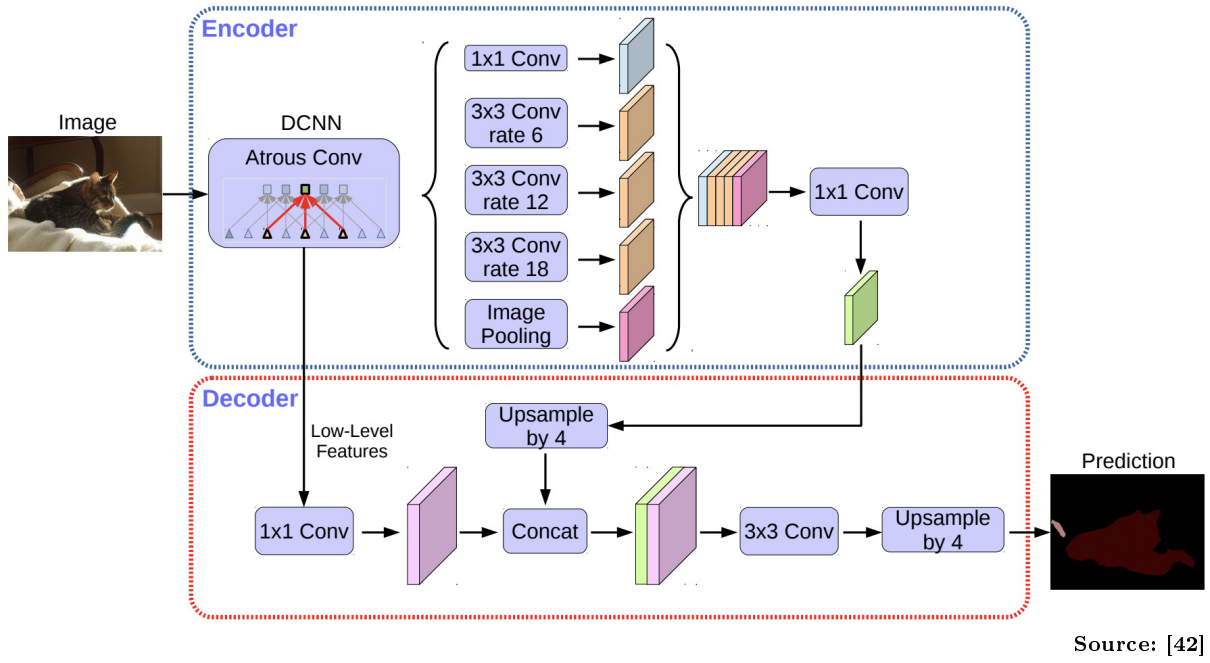 Encoder
Image
DCNN
Atrous Conv
1x1 Conv
3x3 Conv
rate 6
3x3 Conv
rate 12
3x3 Conv
rate 18
Image
Pooling
1x1 Conv
Decoder
Low-Level
Features
Upsample
by 4
1x1 Conv
Concat
3x3 Conv
Upsample
by 4
Prediction
Source: [42]